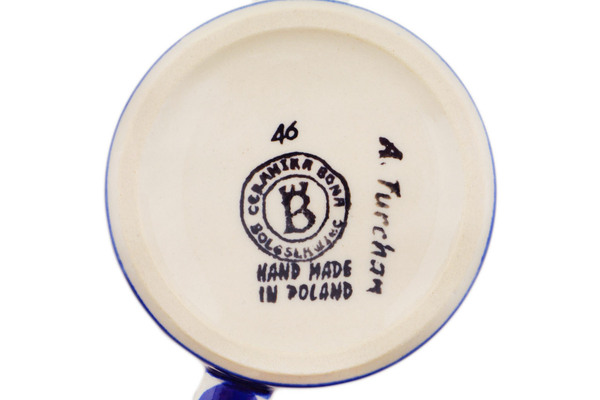 46
CERAMIKA BONA
B
BOLESŁAWIEC
HAND MADE
IN POLAND
A. Turchan